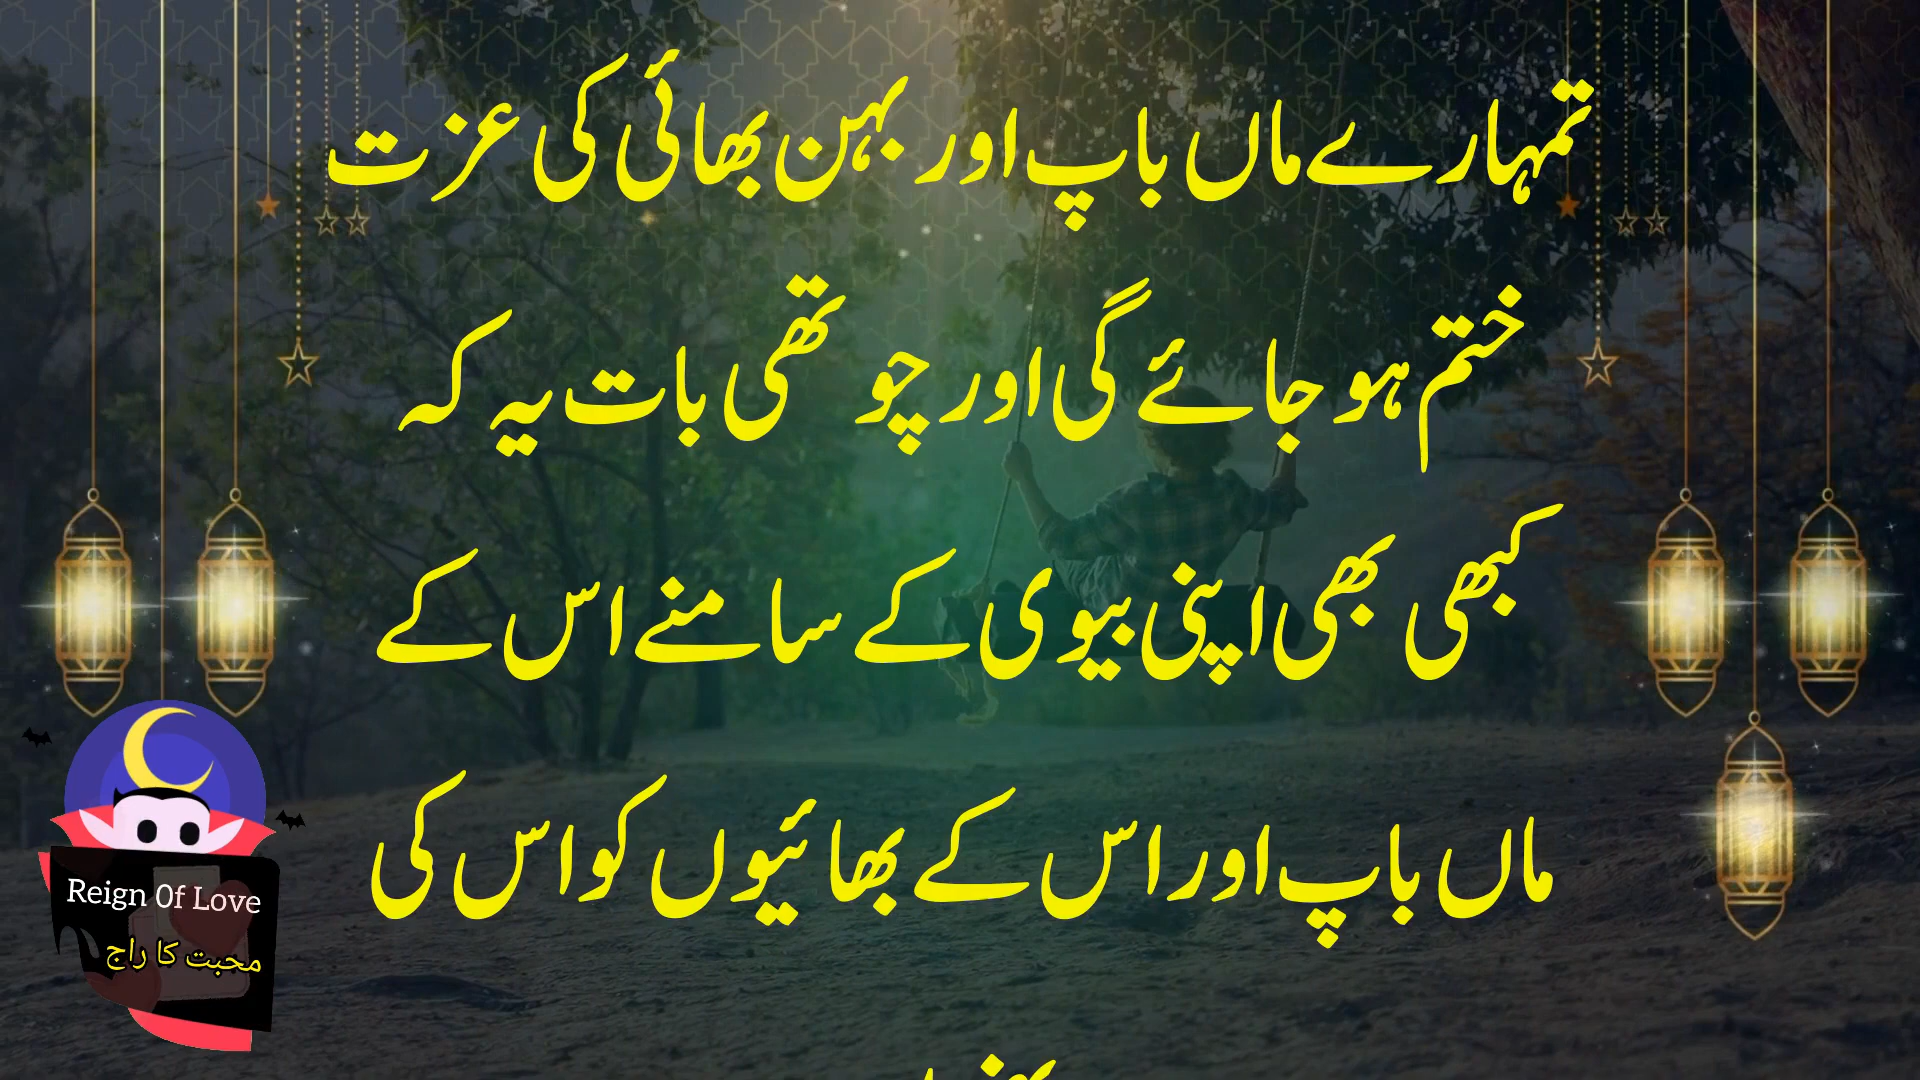 تمہارے ماں باپ اور بہن بھائی کی عزت
ختم ہو جائے گی اور چوتھی بات یہ کہ
کبھی بھی اپنی بیوی کے سامنے اس کے
ماں باپ اور اس کے بھائیوں کو اس کی
Reign Of Love
محبت کا راج